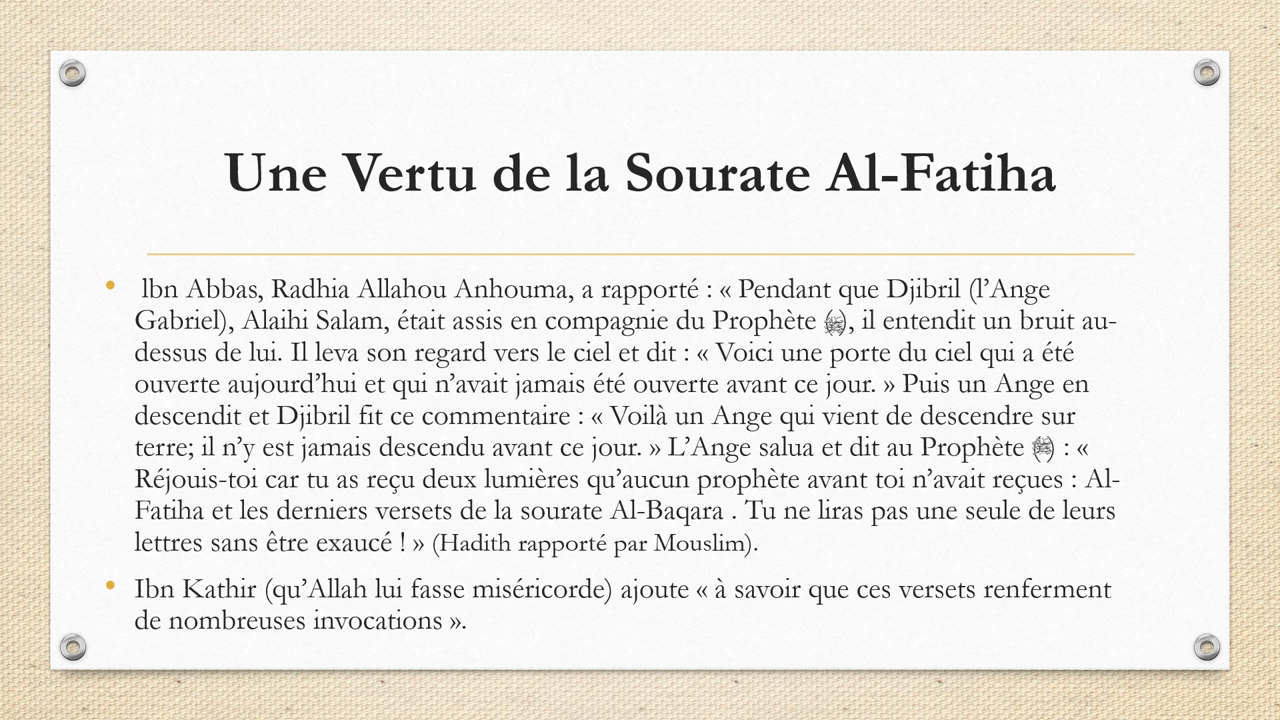 Une Vertu de la Sourate Al-Fatiha
• lbn Abbas, Radhia Allahou Anhouma, a rapporté : « Pendant que Djibril (l’Ange
Gabriel), Alaihi Salam, était assis en compagnie du Prophète ﷺ, il entendit un bruit au-
dessus de lui. Il leva son regard vers le ciel et dit : « Voici une porte du ciel qui a été
ouverte aujourd’hui et qui n’avait jamais été ouverte avant ce jour. » Puis un Ange en
descendit et Djibril fit ce commentaire : « Voilà un Ange qui vient de descendre sur
terre; il n’y est jamais descendu avant ce jour. » L’Ange salua et dit au Prophète ﷺ : «
Réjouis-toi car tu as reçu deux lumières qu’aucun prophète avant toi n’avait reçues : Al-
Fatiha et les derniers versets de la sourate Al-Baqara . Tu ne liras pas une seule de leurs
lettres sans être exaucé ! » (Hadith rapporté par Mouslim).
• Ibn Kathir (qu’Allah lui fasse miséricorde) ajoute « à savoir que ces versets renferment
de nombreuses invocations ».